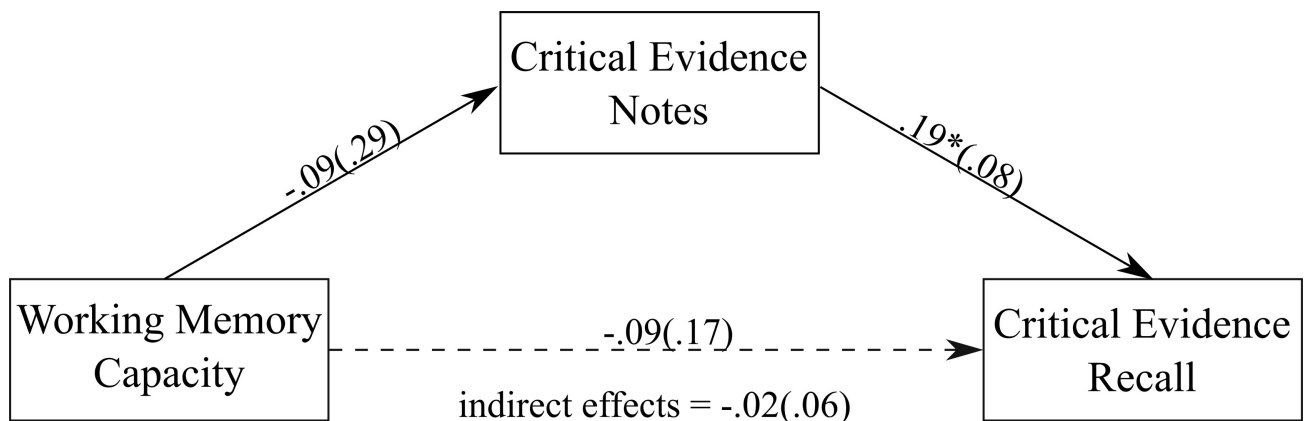 Critical Evidence
Notes
-.09(.29)
.19*(.08)
Working Memory
Capacity
-.09(.17)
indirect effects = -.02(.06)
Critical Evidence
Recall